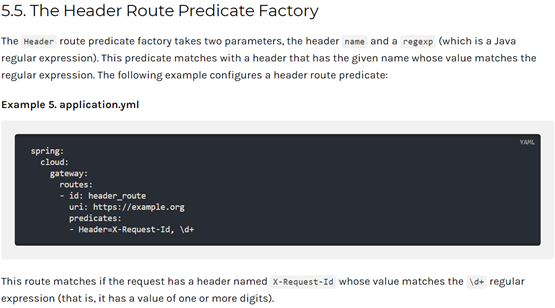 5.5. The Header Route Predicate Factory
The Header route predicate factory takes two parameters, the header name and a regexp (which is a Java
regular expression). This predicate matches with a header that has the given name whose value matches the
regular expression. The following example configures a header route predicate:
Example 5. application.yml
YAML
spring:
  cloud:
    gateway:
      routes:
      - id: header_route
        uri: https://example.org
        predicates:
        - Header=X-Request-Id, \d+
This route matches if the request has a header named X-Request-Id whose value matches the \d+ regular
expression (that is, it has a value of one or more digits).